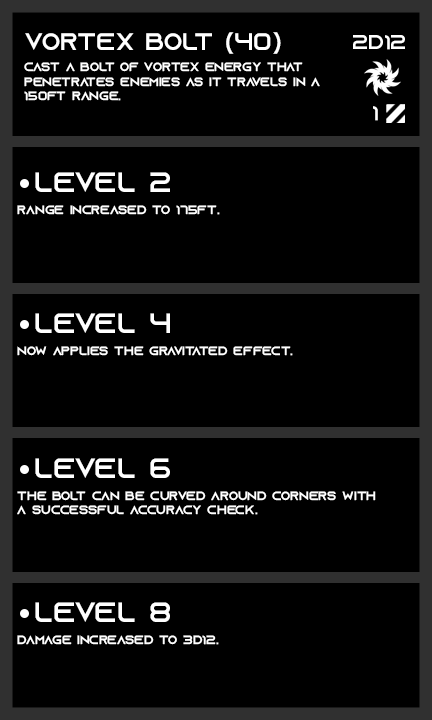 VORTEX BOLT (40)
2D12
CAST A BOLT OF VORTEX ENERGY THAT
PENETRATES ENEMIES AS IT TRAVELS IN A
150FT RANGE.
1
•LEVEL 2
RANGE INCREASED TO 175FT.
•LEVEL 4
NOW APPLIES THE GRAVITATED EFFECT.
•LEVEL 6
THE BOLT CAN BE CURVED AROUND CORNERS WITH
A SUCCESSFUL ACCURACY CHECK.
•LEVEL 8
DAMAGE INCREASED TO 3D12.